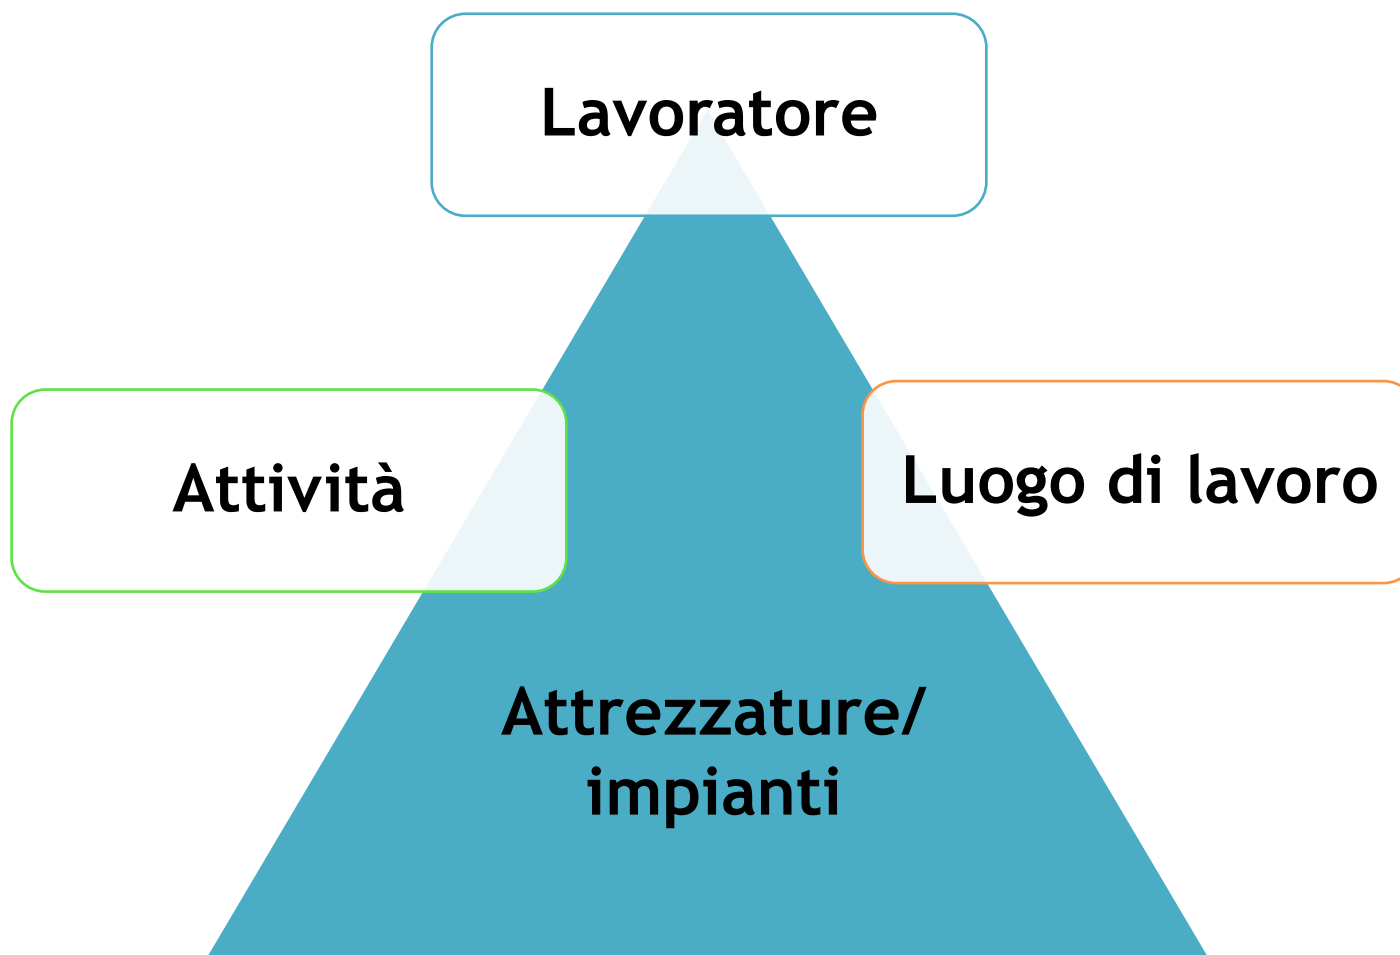 Lavoratore
Attività
Luogo di lavoro
Attrezzature/
impianti